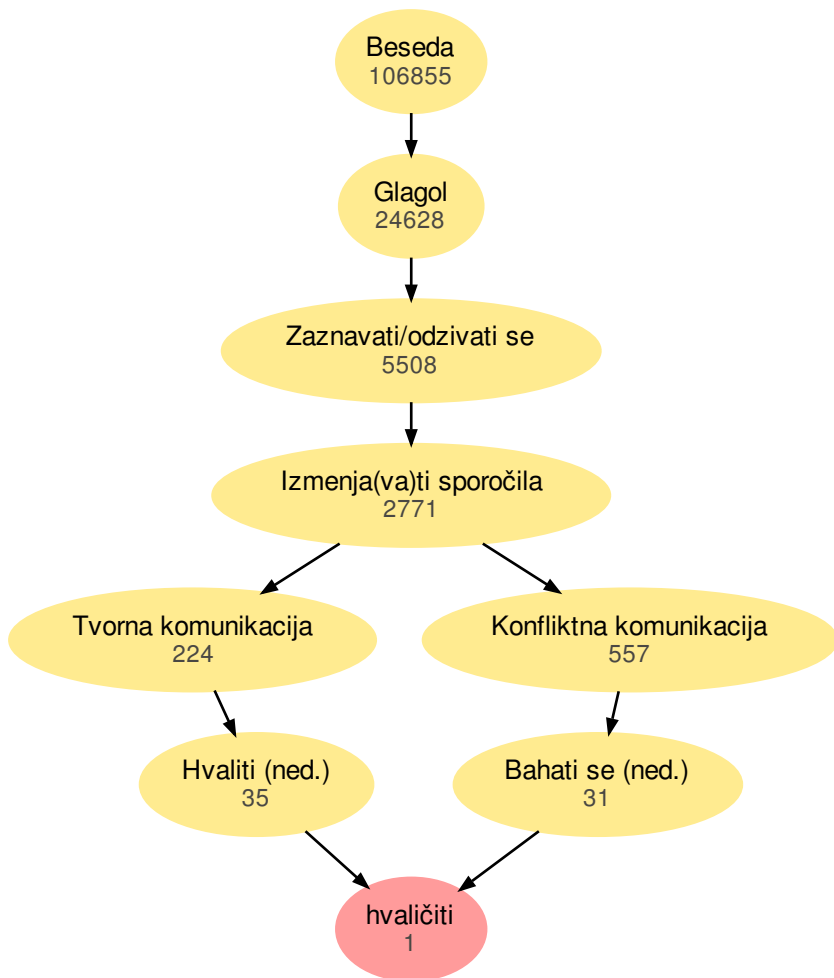 Beseda
106855
Glagol
24628
Zaznavati/odzivati se
5508
Izmenja(va)ti sporočila
2771
Tvorna komunikacija
224
Konfliktna komunikacija
557
Hvaliti (ned.)
35
Bahati se (ned.)
31
hvaličiti
1